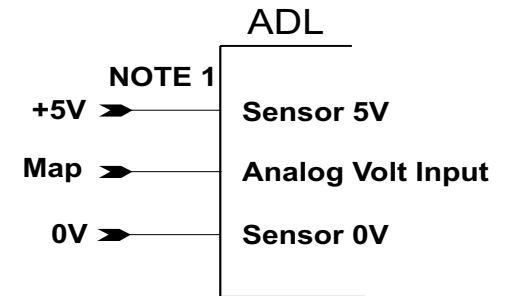 ADL
NOTE 1
+5V Sensor 5V
Map Analog Volt Input
0V Sensor 0V